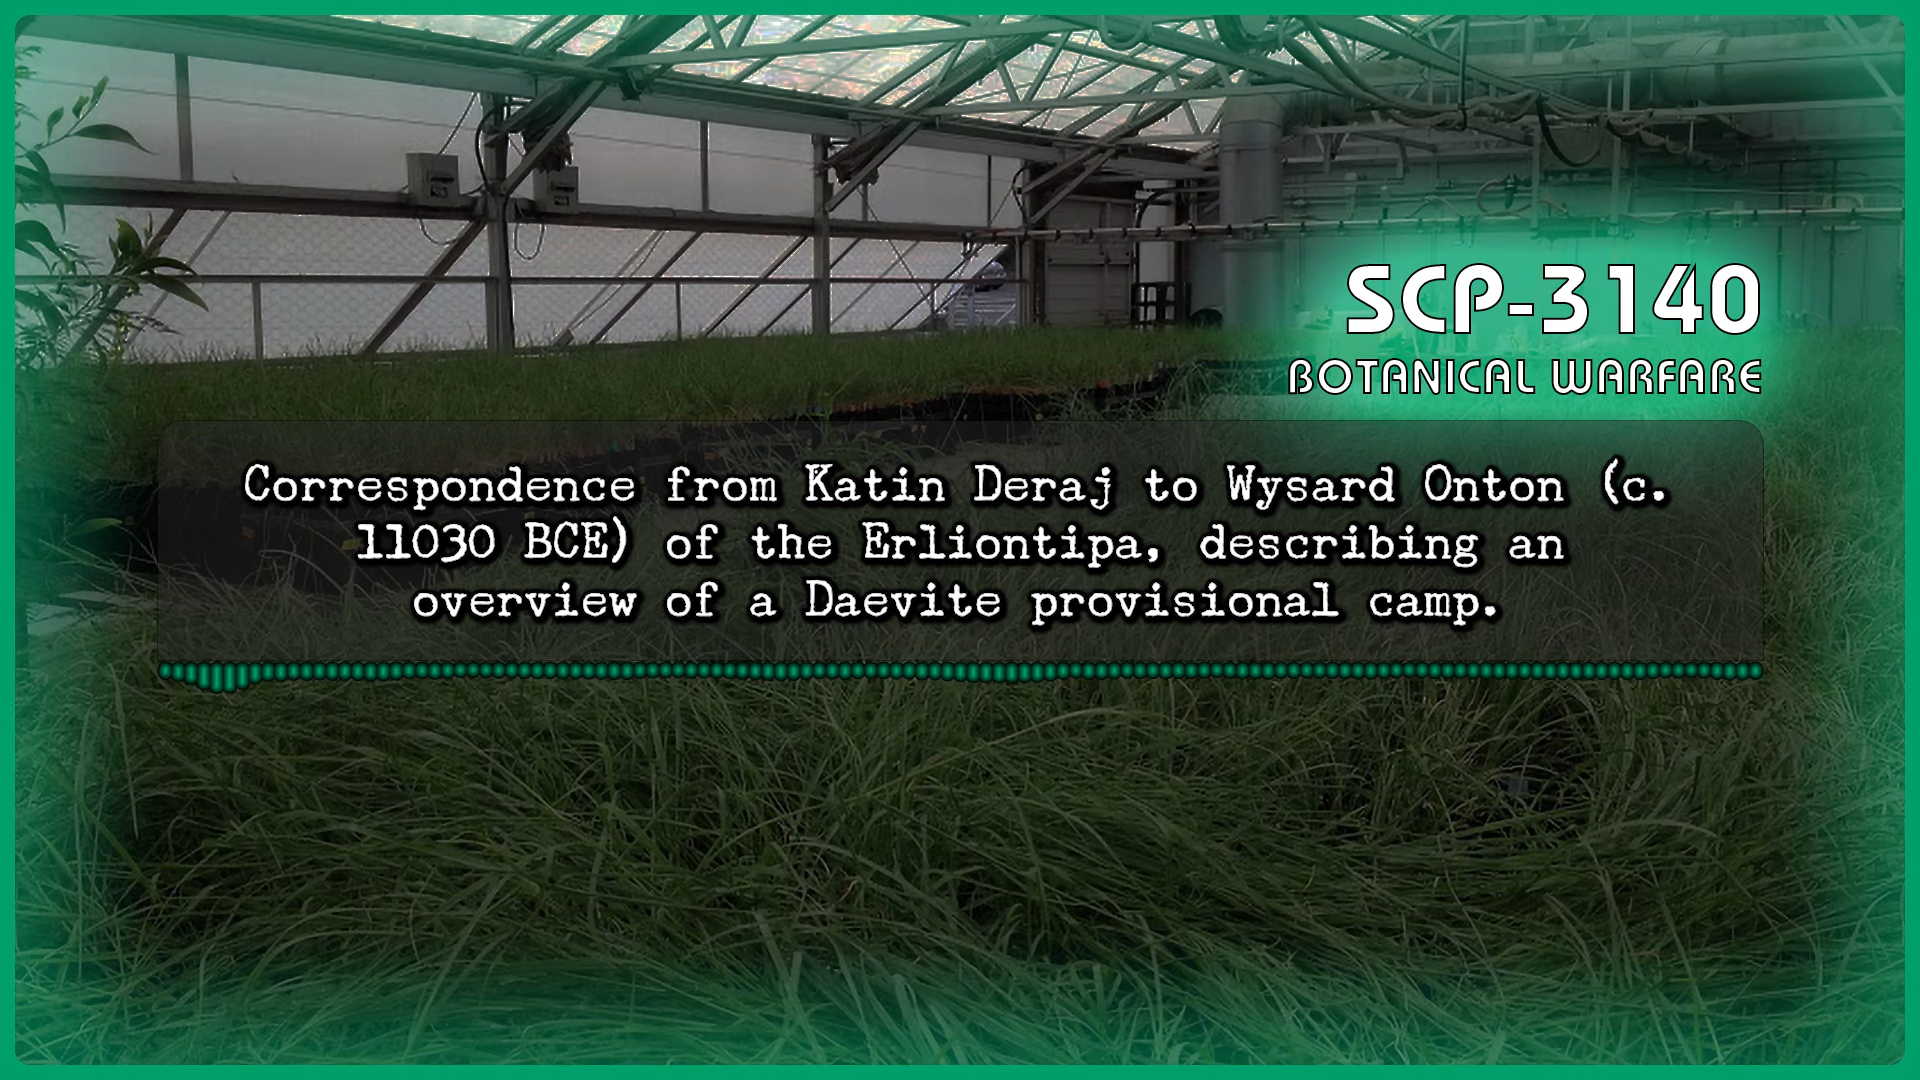 SCP-3140
BOTANICAL WARFARE
Correspondence from Katin Deraj to Wysard Onton (c.
11030 BCE) of the Erliontipa, describing an
overview of a Daevite provisional camp.